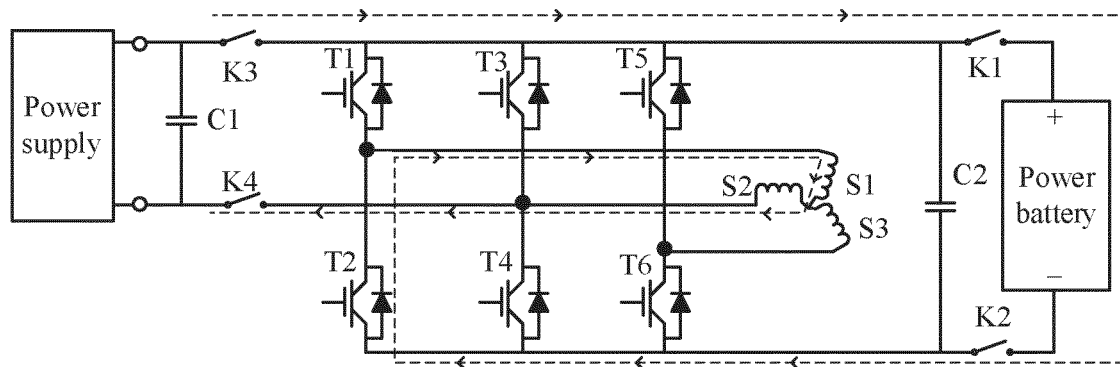 Power
supply
C1
K3
K4
T1
T3
T5
T2
T4
T6
S2
S1
S3
C2
K1
K2
+
Power
battery
−